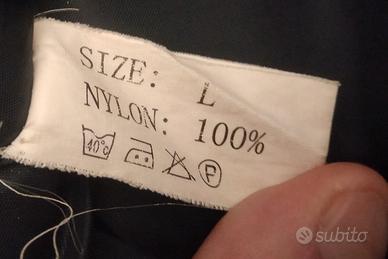 SIZE: L
NYLON: 100%
40°C P
subito